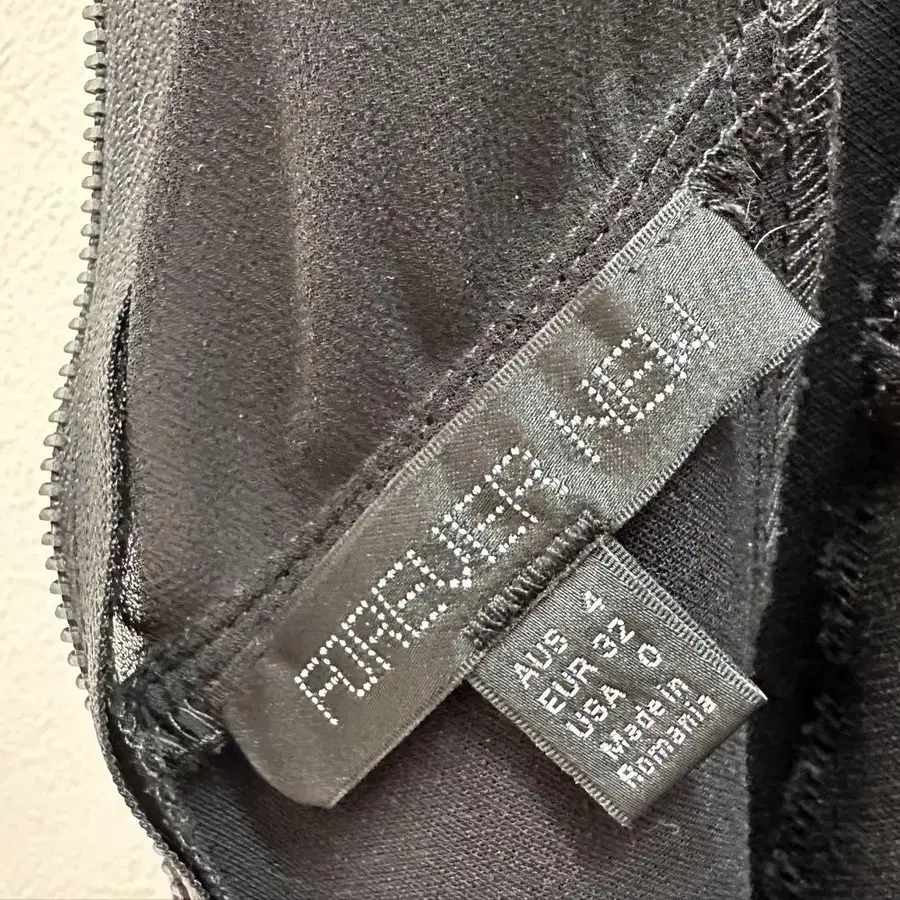 FOREVER NEW
AUS 4
EUR 32
USA 0
Made in
Romania